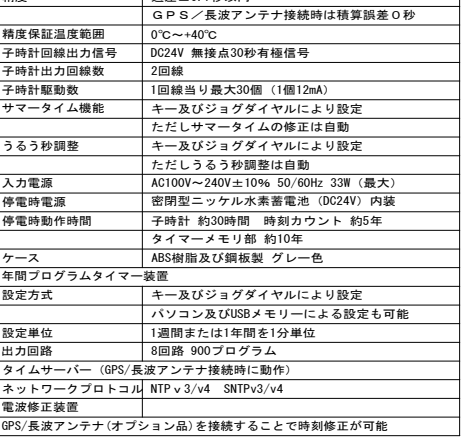 ＧＰＳ／長波アンテナ接続時は積算誤差０秒
精度保証温度範囲 0℃～+40℃
子時計回線出力信号 DC24V 無接点30秒有極信号
子時計出力回線数 2回線
子時計駆動数 1回線当り最大30個（1個12mA）
サマータイム機能 キー及びジョグダイヤルにより設定
ただしサマータイムの修正は自動
うるう秒調整 キー及びジョグダイヤルにより設定
ただしうるう秒調整は自動
入力電源 AC100V～240V±10% 50/60Hz 33W（最大）
停電時電源 密閉型ニッケル水素蓄電池（DC24V）内装
停電時動作時間 子時計 約30時間 時刻カウント 約5年
タイマーメモリ部 約10年
ケース ABS樹脂及び鋼板製 グレー色
年間プログラムタイマー装置
設定方式 キー及びジョグダイヤルにより設定
パソコン及びUSBメモリーによる設定も可能
設定単位 1週間または1年間を1分単位
出力回路 8回路 900プログラム
タイムサーバー（GPS/長波アンテナ接続時に動作）
ネットワークプロトコル NTPｖ3/v4 SNTPv3/v4
電波修正装置
GPS/長波アンテナ(オプション品)を接続することで時刻修正が可能